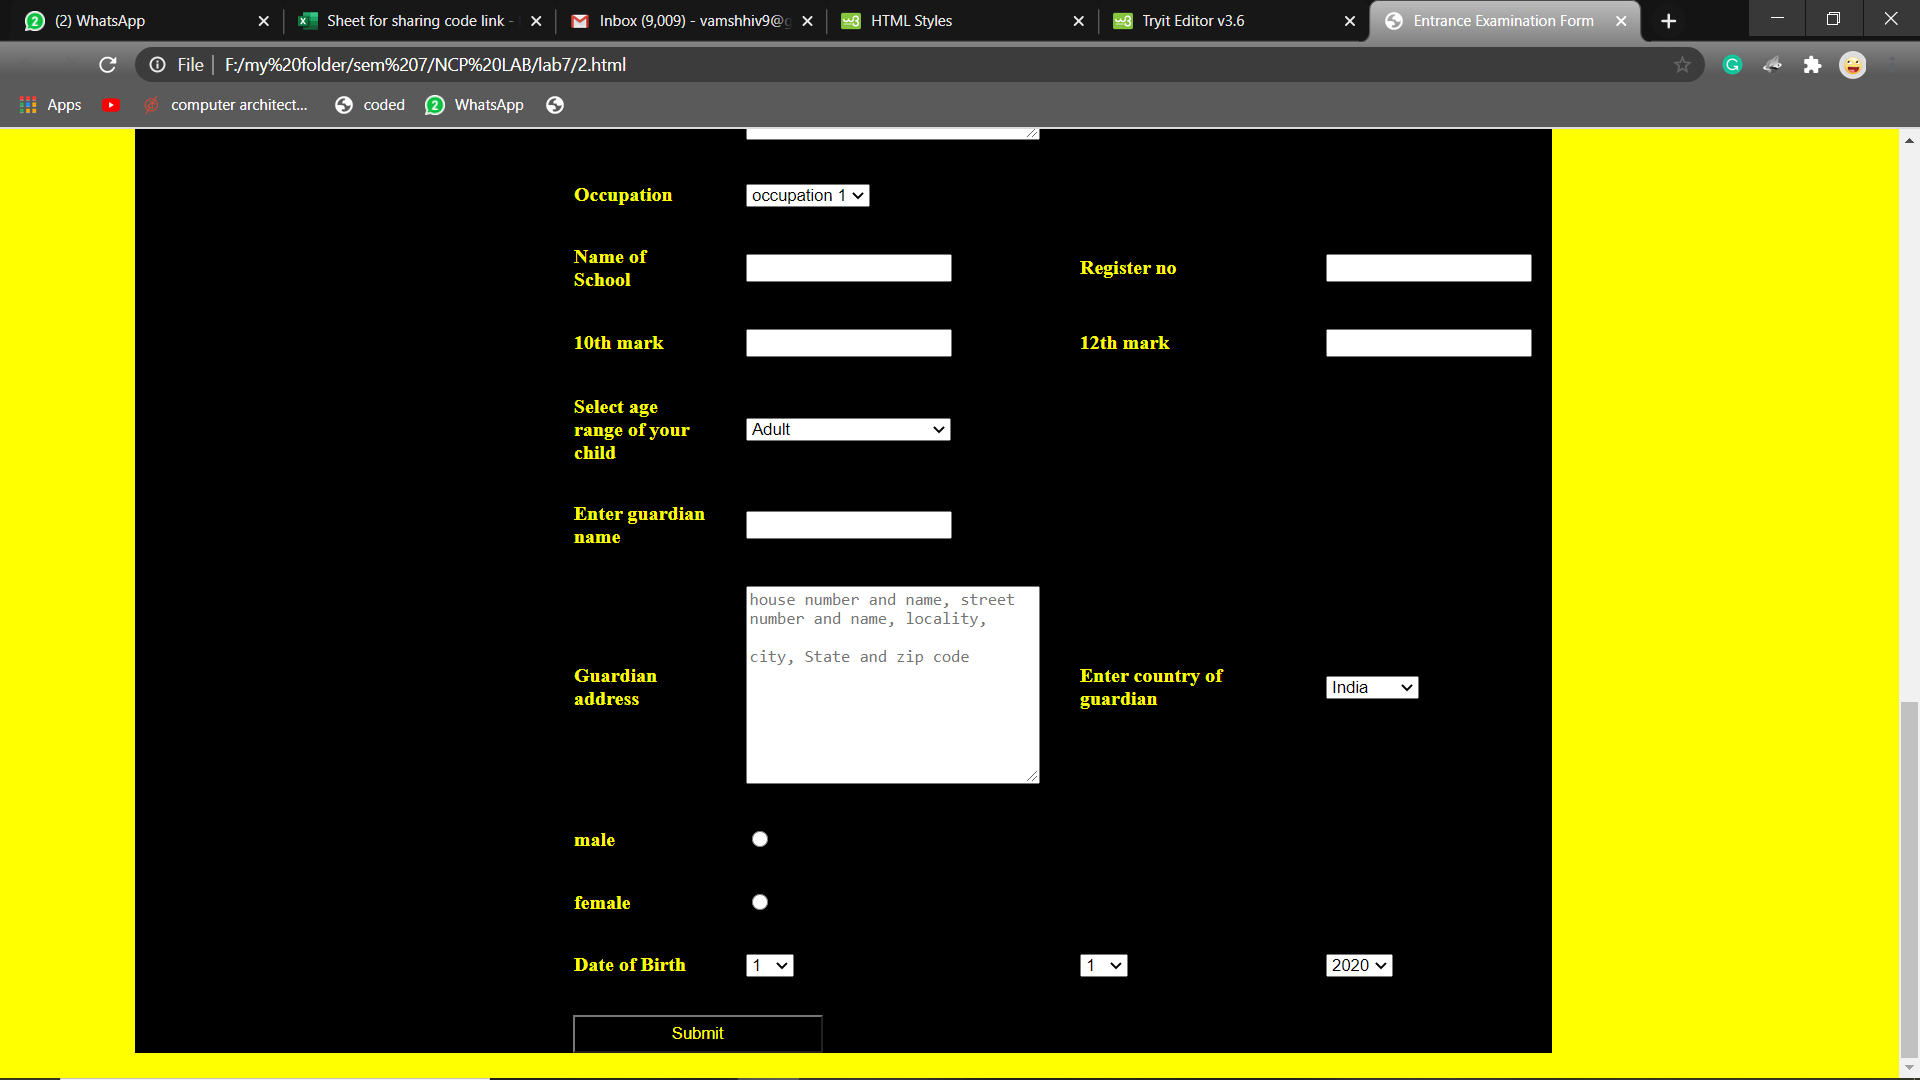 (2) WhatsApp
Sheet for sharing code link -
Inbox (9,009) - vamshhiv9@g
HTML Styles
Tryit Editor v3.6
Entrance Examination Form
File
F:/my%20folder/sem%207/NCP%20LAB/lab7/2.html
Apps
computer architect...
coded
WhatsApp
Occupation
occupation 1
Name of
School
Register no
10th mark
12th mark
Select age
range of your
child
Adult
Enter guardian
name
Guardian
address
house number and name, street
number and name, locality,
city, State and zip code
Enter country of
guardian
India
male
female
Date of Birth
1
1
2020
Submit